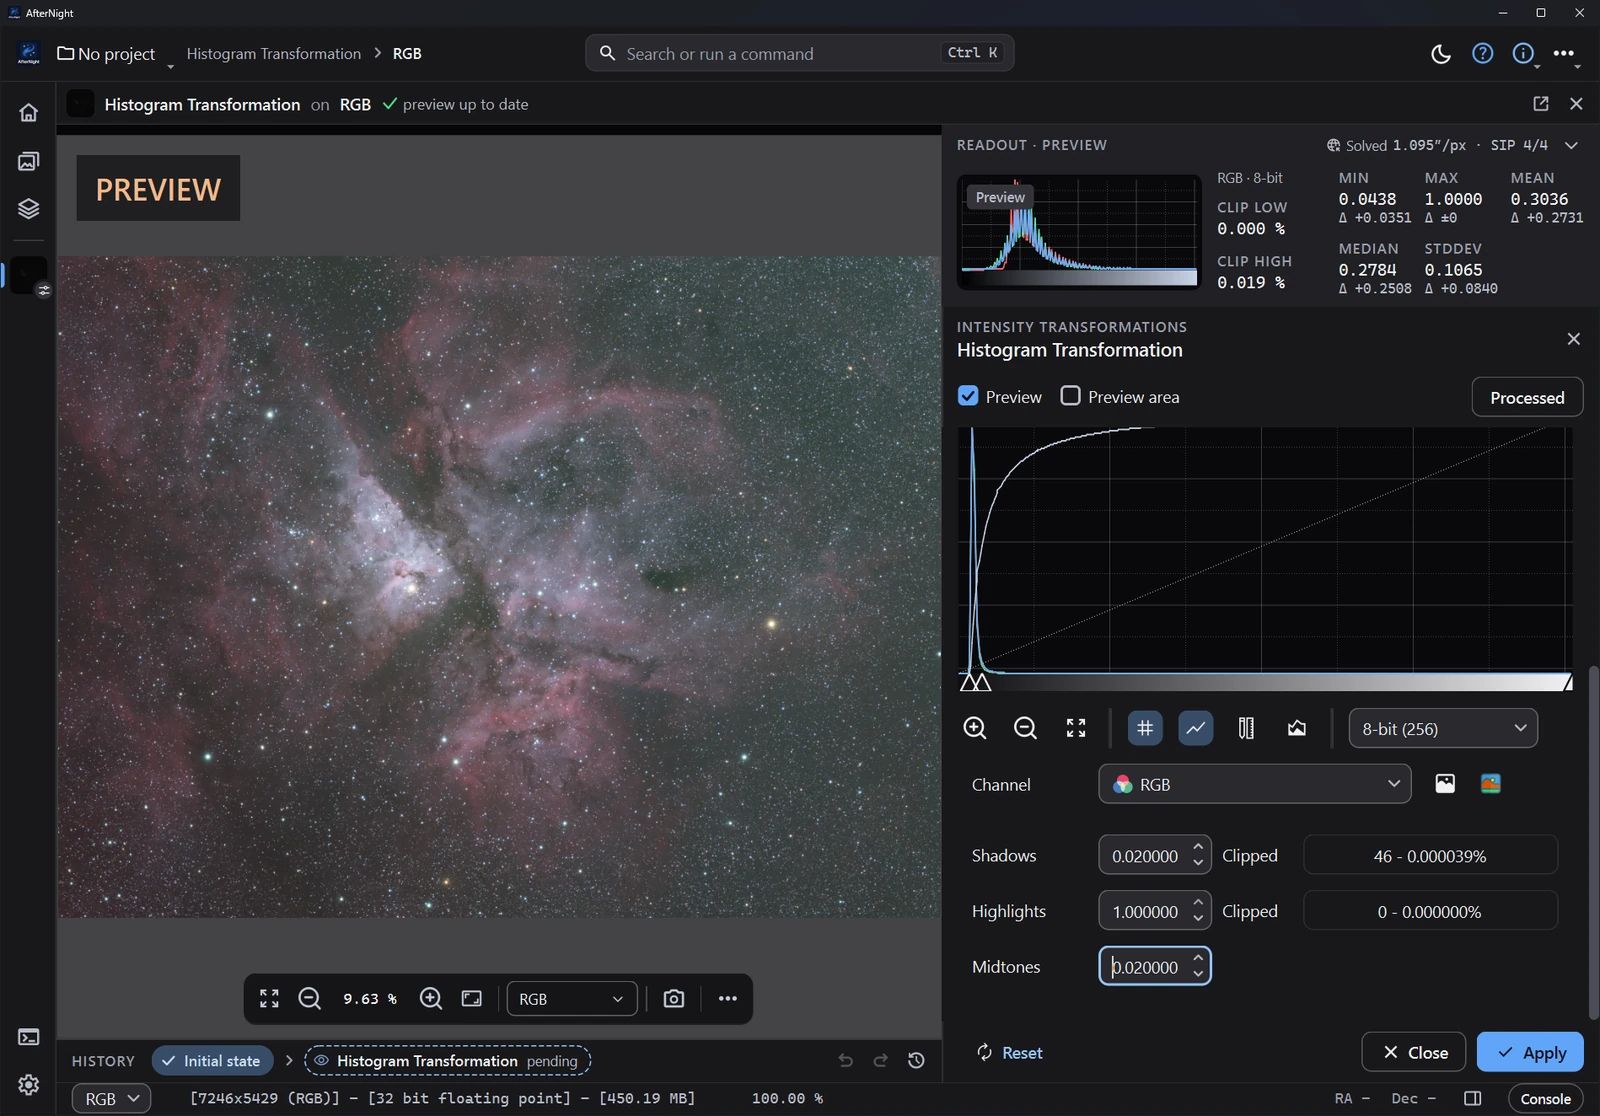 AfterNight
AfterNight
No project
Histogram Transformation > RGB
Search or run a command
Ctrl K
Histogram Transformation on RGB preview up to date
PREVIEW
READOUT · PREVIEW
Solved 1.095″/px · SIP 4/4
Preview
RGB · 8-bit
CLIP LOW
0.000 %
CLIP HIGH
0.019 %
MIN MAX MEAN
0.0438 1.0000 0.3036
Δ +0.0351 Δ ±0 Δ +0.2731
MEDIAN STDDEV
0.2784 0.1065
Δ +0.2508 Δ +0.0840
INTENSITY TRANSFORMATIONS
Histogram Transformation
Preview Preview area
Processed
8-bit (256)
Channel RGB
Shadows 0.020000 Clipped 46 - 0.000039%
Highlights 1.000000 Clipped 0 - 0.000000%
Midtones 0.020000
Reset
Close
Apply
9.63 %
RGB
HISTORY Initial state > Histogram Transformation pending
RGB [7246x5429 (RGB)] – [32 bit floating point] – [450.19 MB] 100.00 % RA – Dec – Console